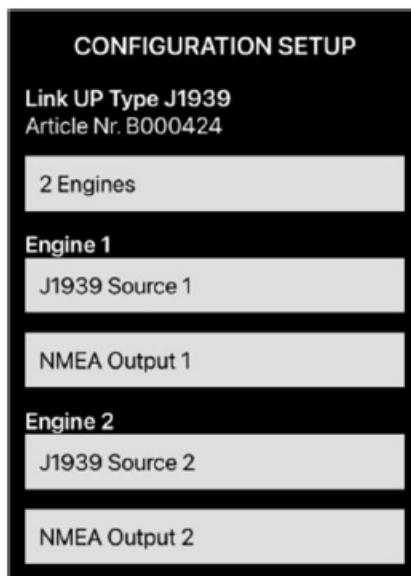 CONFIGURATION SETUP
Link UP Type J1939
Article Nr. B000424
2 Engines
Engine 1
J1939 Source 1
NMEA Output 1
Engine 2
J1939 Source 2
NMEA Output 2